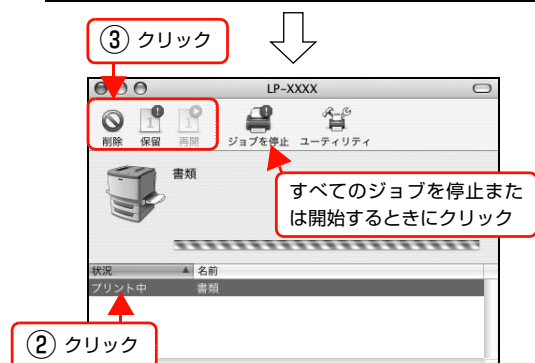 ③ クリック
LP-XXXX
削除 保留 再開 ジョブを停止 ユーティリティ
書類
すべてのジョブを停止また
は開始するときにクリック
状況 名前
プリント中 書類
② クリック